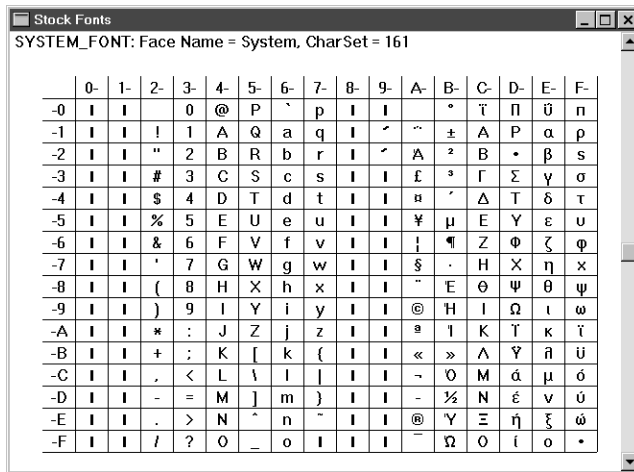 Stock Fonts
SYSTEM_FONT: Face Name = System, CharSet = 161
0- 1- 2- 3- 4- 5- 6- 7- 8- 9- A- B- C- D- E- F-
-0 0 @ P ` p ° ΐ Π ΰ π
-1 ! 1 A Q a q ± Α Ρ α ρ
-2 " 2 B R b r Ά ² Β • β ς
-3 # 3 C S c s £ ³ Γ Σ γ σ
-4 $ 4 D T d t ¤ ΄ Δ Τ δ τ
-5 % 5 E U e u ¥ μ Ε Υ ε υ
-6 & 6 F V f v ¦ ¶ Ζ Φ ζ φ
-7 ' 7 G W g w § · Η Χ η χ
-8 ( 8 H X h x ¨ Έ Θ Ψ θ ψ
-9 ) 9 I Y i y © Ή Ι Ω ι ω
-A * : J Z j z ª Ί Κ Ϊ κ ϊ
-B + ; K [ k { « » Λ Ϋ λ ϋ
-C , < L \ l | ¬ Ό Μ ά μ ό
-D - = M ] m } - ½ Ν έ ν ύ
-E . > N ^ n ~ ® Ύ Ξ ή ξ ώ
-F / ? O _ o ¯ Ώ Ο ί ο •